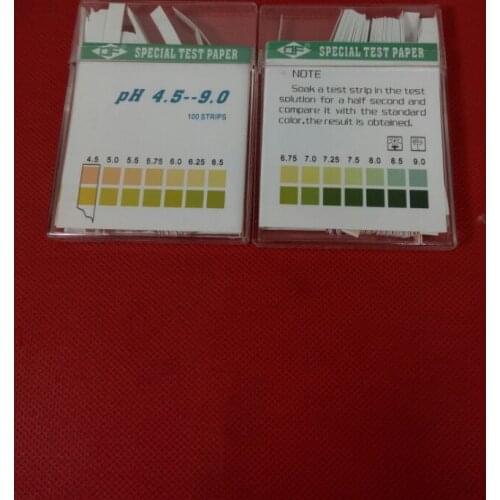 SPECIAL TEST PAPER
pH 4.5--9.0
100 STRIPS
4.5 5.0 5.5 5.75 6.0 6.25 6.5
SPECIAL TEST PAPER
NOTE
Soak a test strip in the test
solution for a half second and
compare it with the standard
color,the result is obtained.
6.75 7.0 7.25 7.5 8.0 8.5 9.0